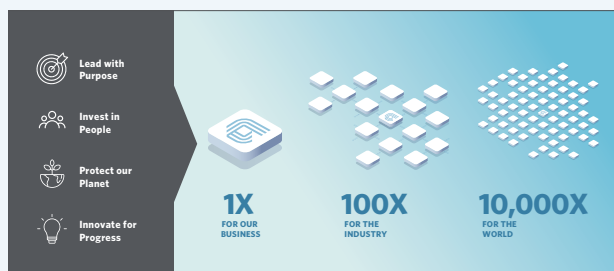 Lead with
Purpose
Invest in
People
Protect our
Planet
Innovate for
Progress
1X
FOR OUR
BUSINESS
100X
FOR THE
INDUSTRY
10,000X
FOR THE
WORLD